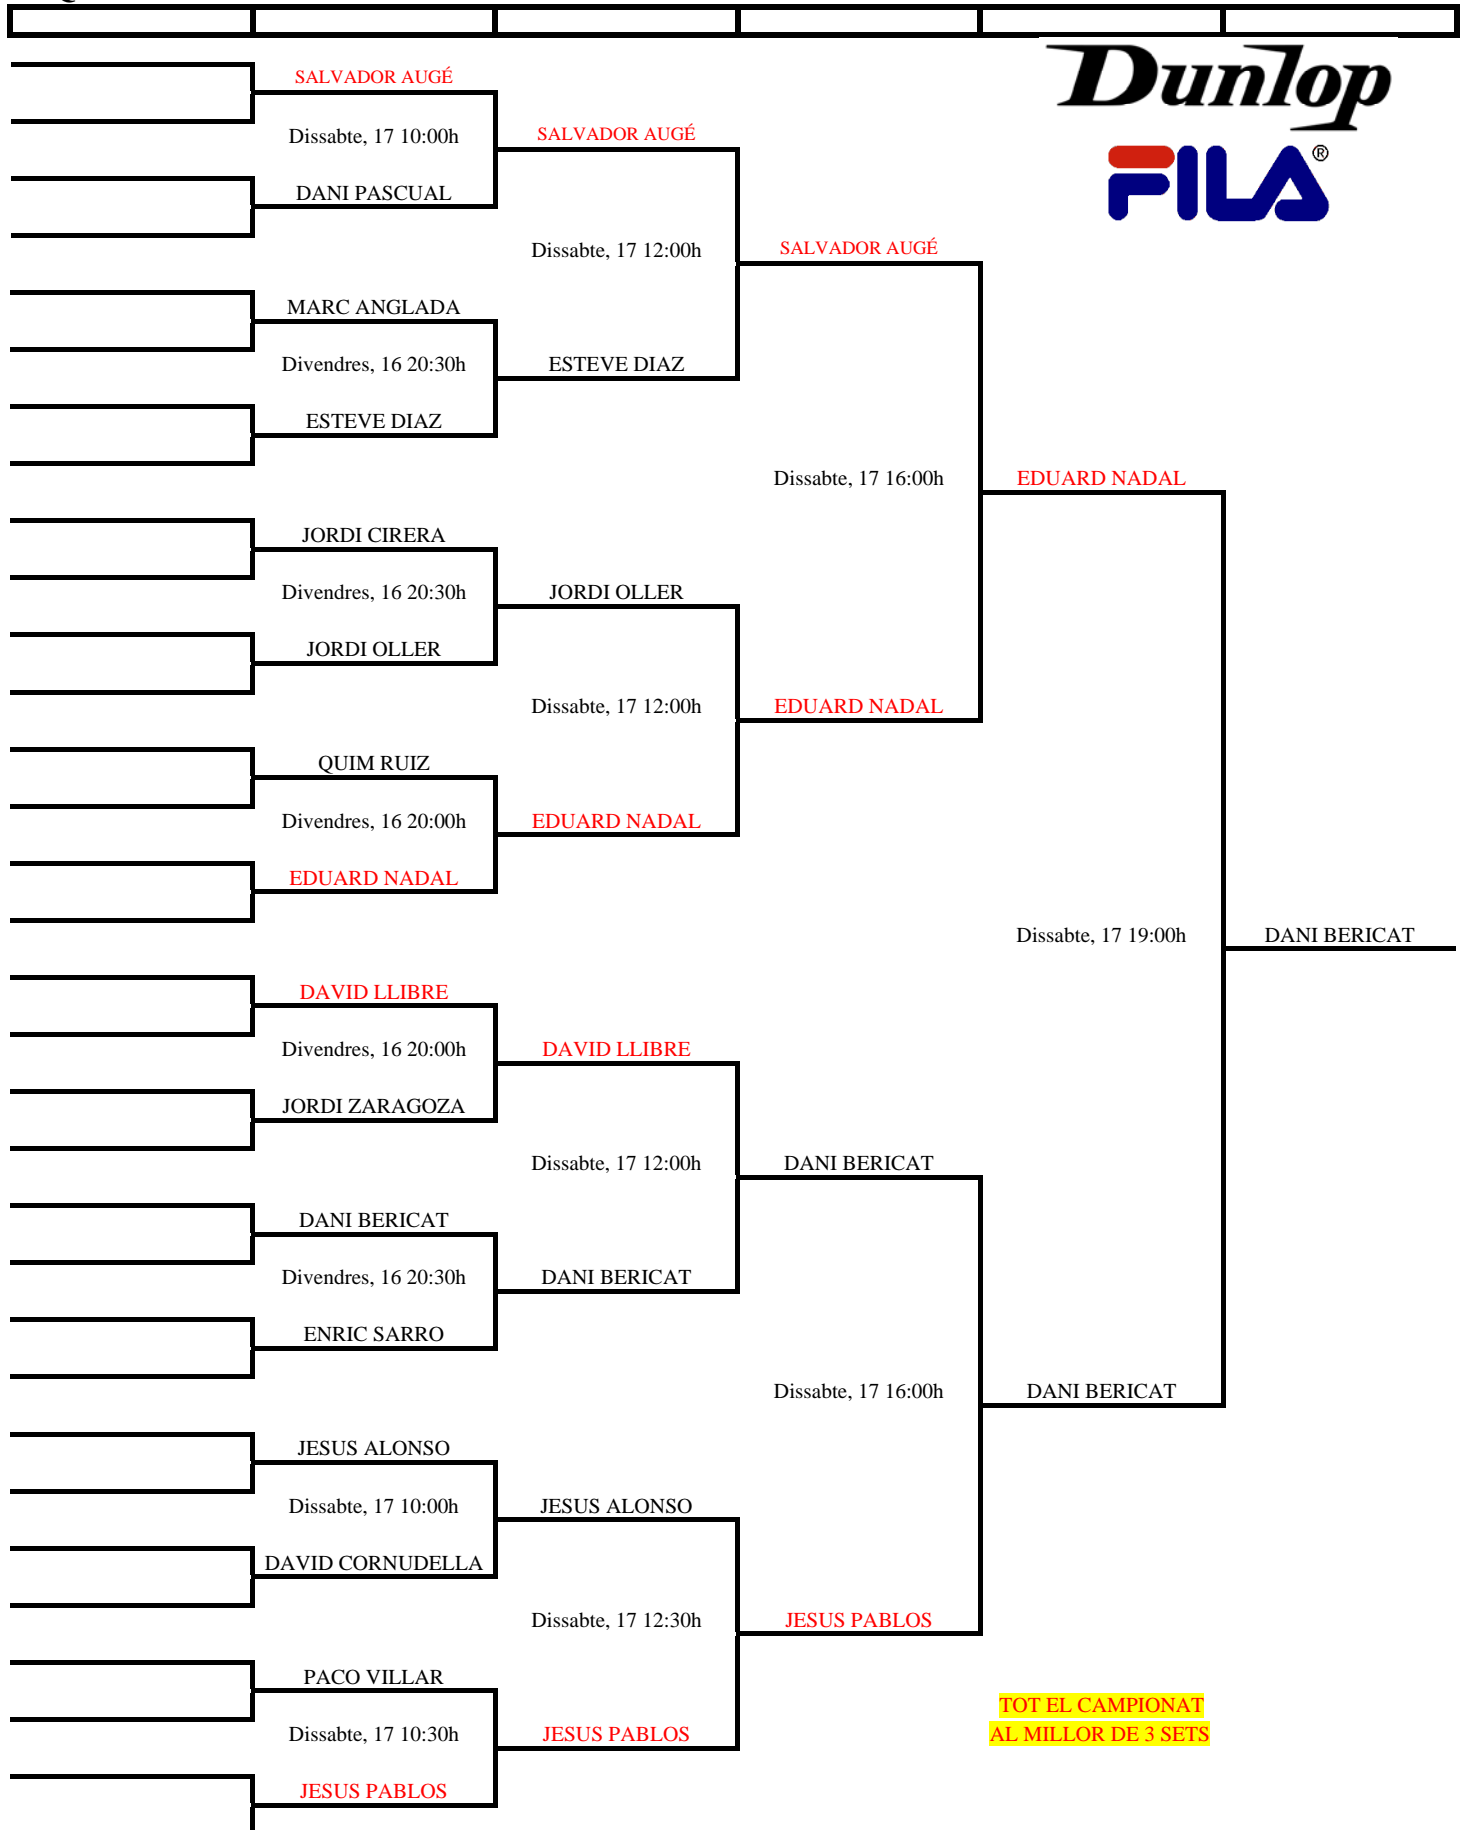 Dunlop
FILA®
SALVADOR AUGÉ
Dissabte, 17 10:00h
SALVADOR AUGÉ
DANI PASCUAL
Dissabte, 17 12:00h
SALVADOR AUGÉ
MARC ANGLADA
Divendres, 16 20:30h
ESTEVE DIAZ
ESTEVE DIAZ
Dissabte, 17 16:00h
EDUARD NADAL
JORDI CIRERA
Divendres, 16 20:30h
JORDI OLLER
JORDI OLLER
Dissabte, 17 12:00h
EDUARD NADAL
QUIM RUIZ
Divendres, 16 20:00h
EDUARD NADAL
EDUARD NADAL
Dissabte, 17 19:00h
DANI BERICAT
DAVID LLIBRE
Divendres, 16 20:00h
DAVID LLIBRE
JORDI ZARAGOZA
Dissabte, 17 12:00h
DANI BERICAT
DANI BERICAT
Divendres, 16 20:30h
DANI BERICAT
ENRIC SARRO
Dissabte, 17 16:00h
DANI BERICAT
JESUS ALONSO
Dissabte, 17 10:00h
JESUS ALONSO
DAVID CORNUDELLA
Dissabte, 17 12:30h
JESUS PABLOS
PACO VILLAR
Dissabte, 17 10:30h
JESUS PABLOS
JESUS PABLOS
TOT EL CAMPIONAT
AL MILLOR DE 3 SETS